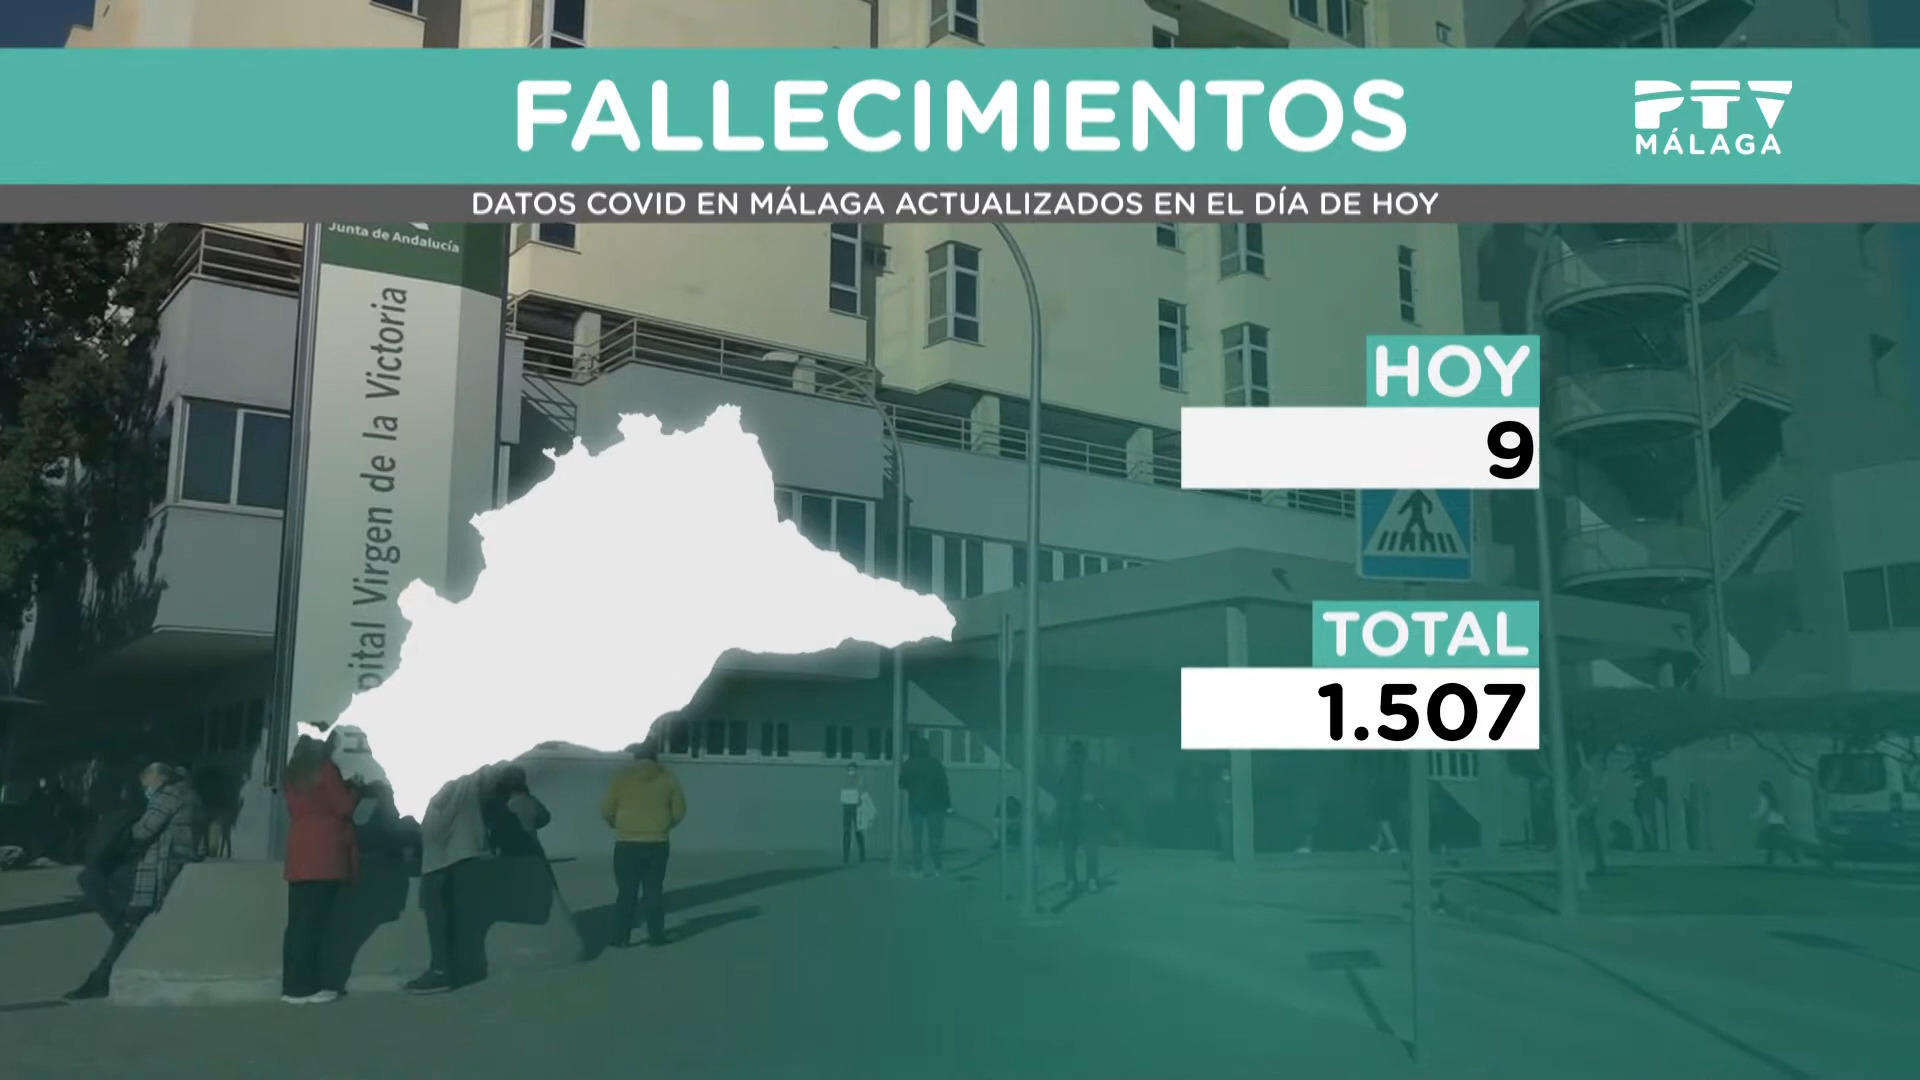 FALLECIMIENTOS
PTV
MÁLAGA
DATOS COVID EN MÁLAGA ACTUALIZADOS EN EL DÍA DE HOY
Junta de Andalucía
Virgen de la Victoria
HOY
9
TOTAL
1.507